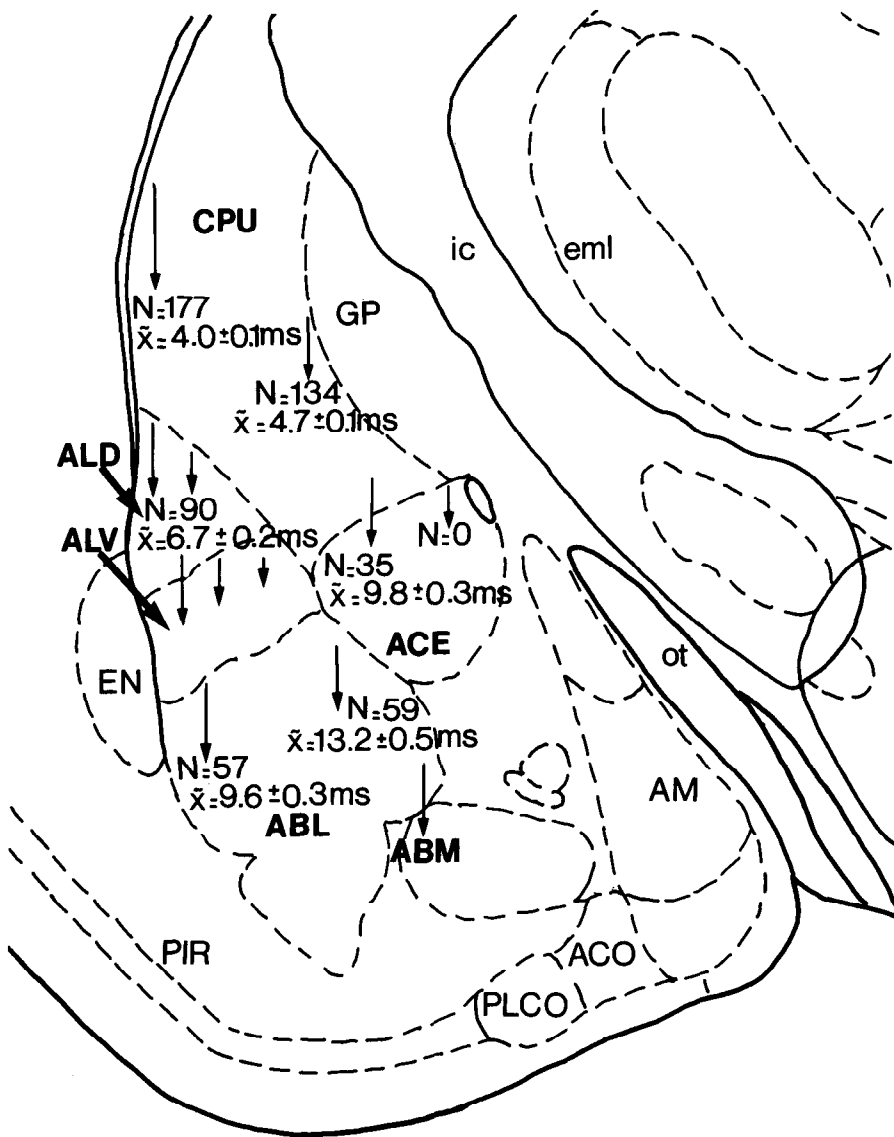 CPU
ic
eml
N=177
x̃=4.0±0.1ms
GP
N=134
x̃=4.7±0.1ms
ALD
N=90
x̃=6.7±0.2ms
ALV
N=0
N=35
x̃=9.8±0.3ms
ACE
ot
EN
N=59
x̃=13.2±0.5ms
N=57
x̃=9.6±0.3ms
ABL
AM
ABM
PIR
ACO
PLCO